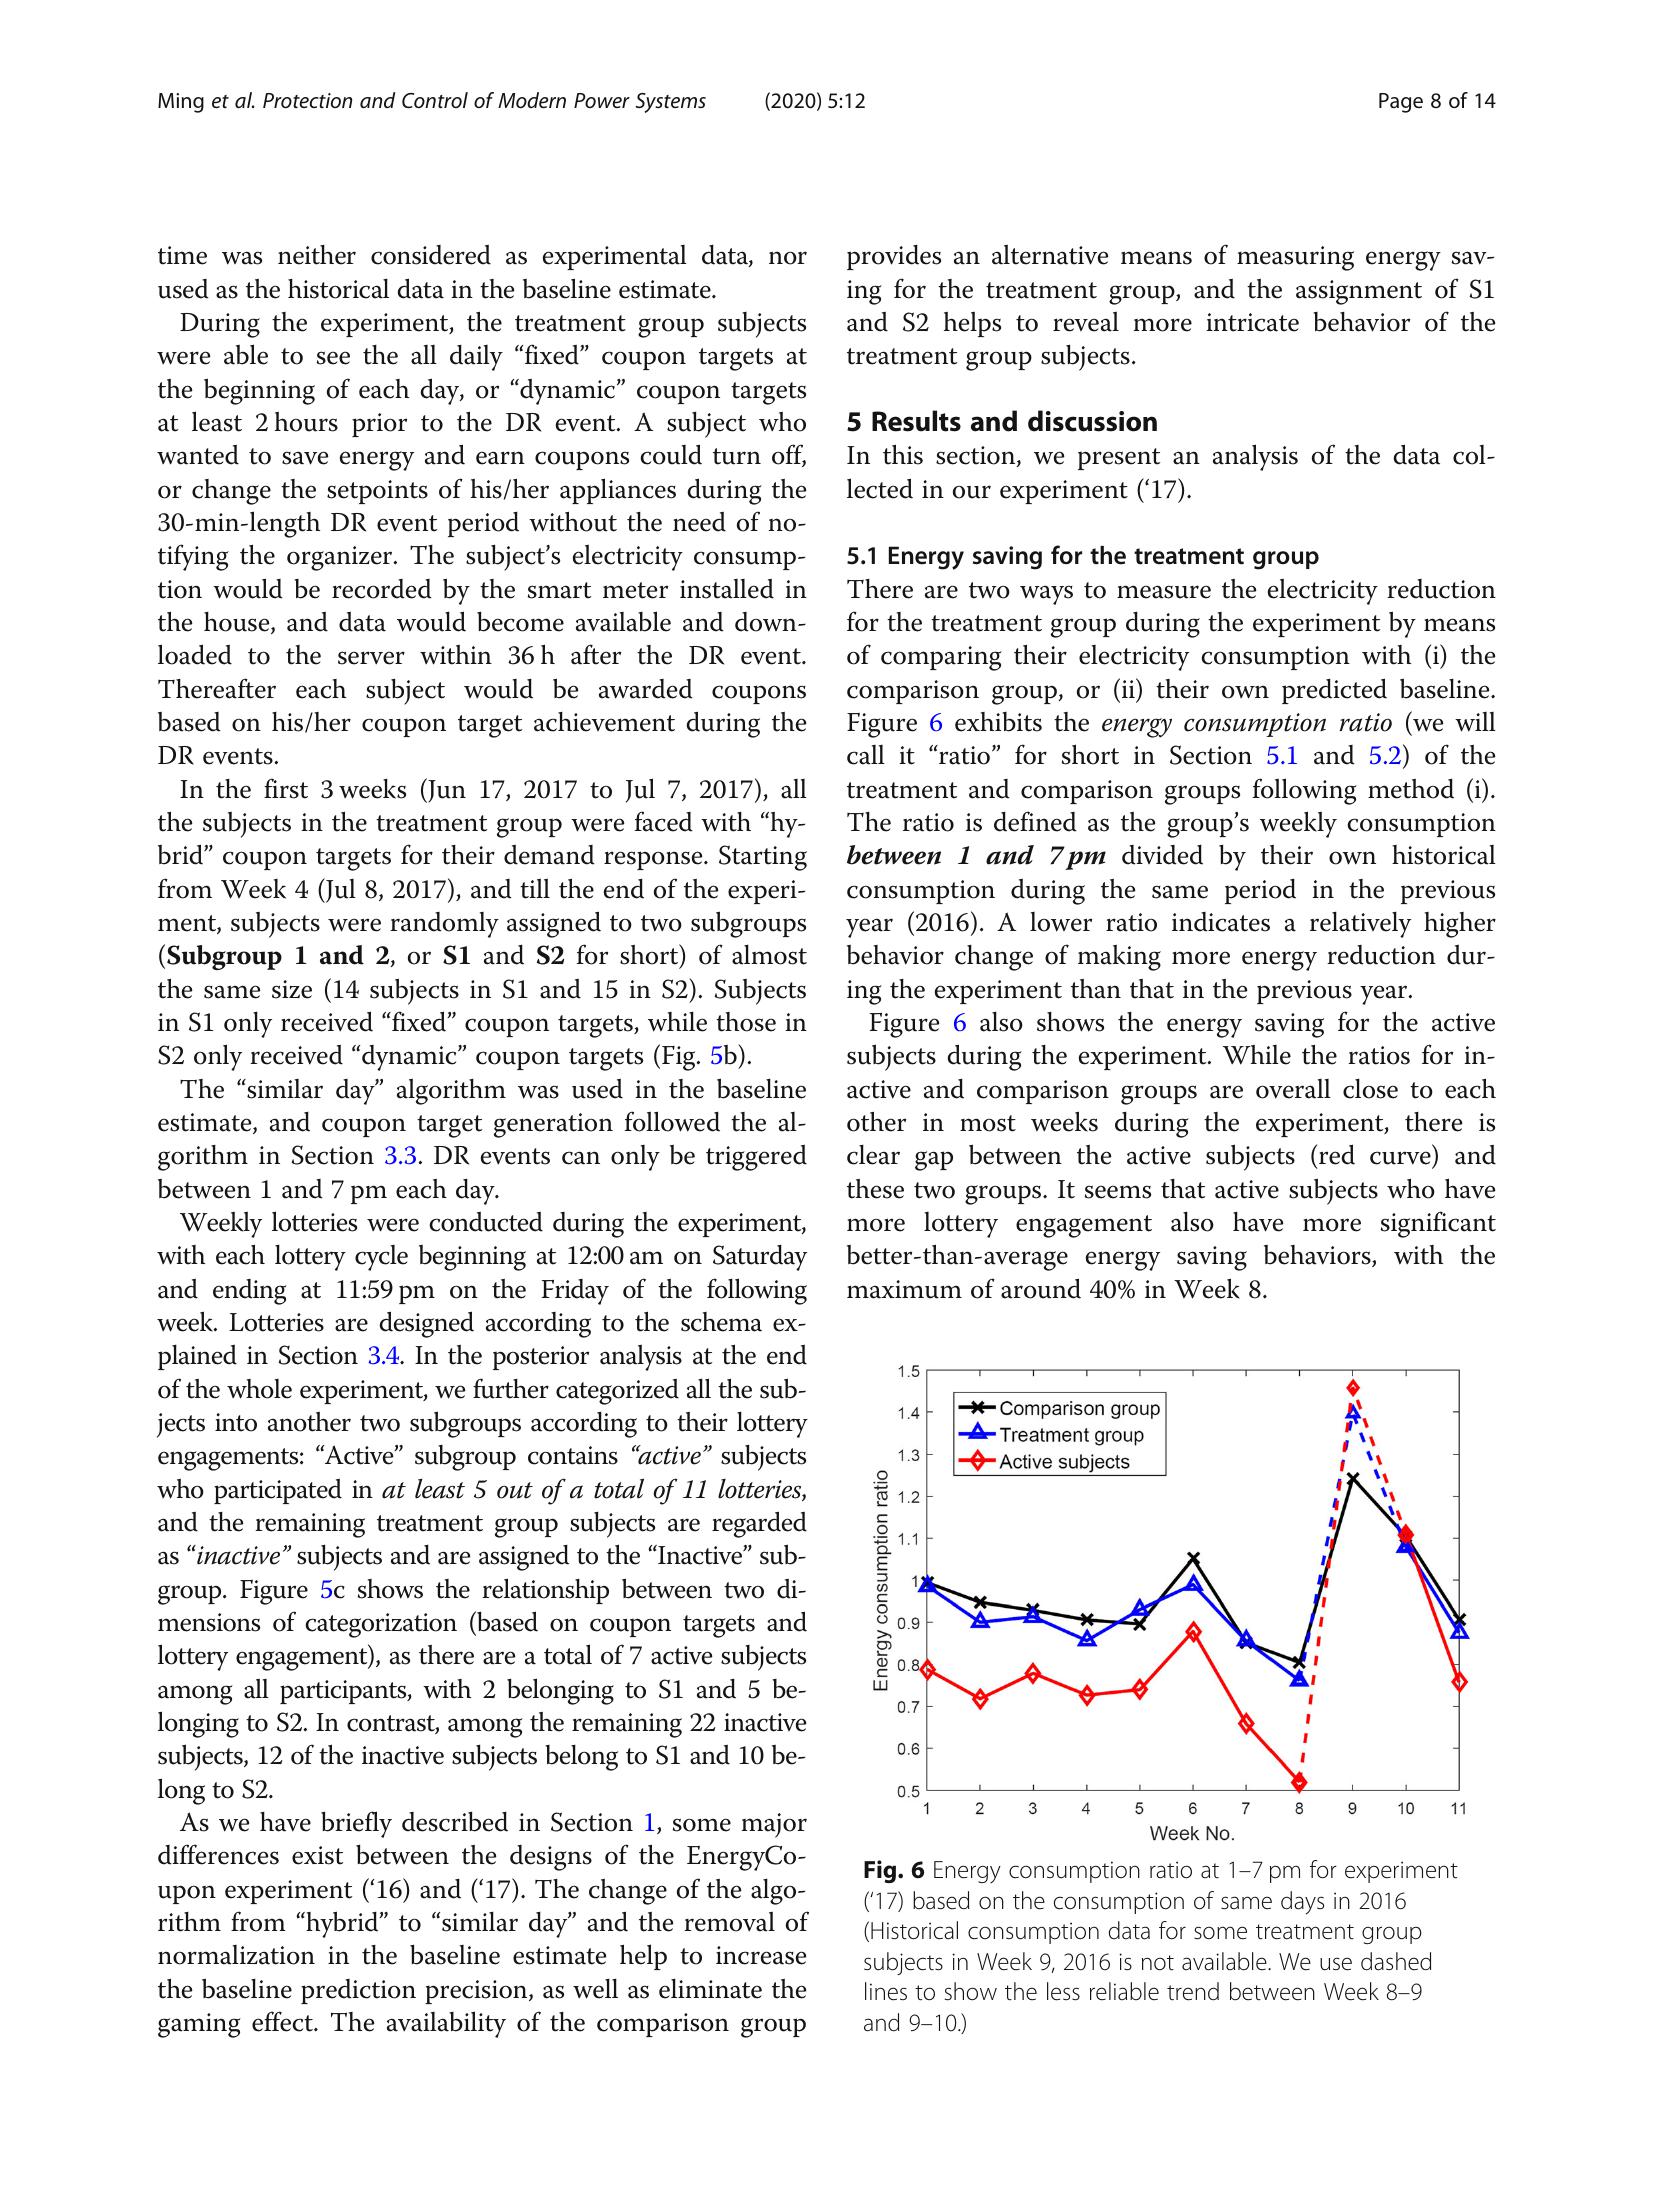 Ming et al. Protection and Control of Modern Power Systems (2020) 5:12 Page 8 of 14
time was neither considered as experimental data, nor
used as the historical data in the baseline estimate.
During the experiment, the treatment group subjects
were able to see the all daily “fixed” coupon targets at
the beginning of each day, or “dynamic” coupon targets
at least 2 hours prior to the DR event. A subject who
wanted to save energy and earn coupons could turn off,
or change the setpoints of his/her appliances during the
30-min-length DR event period without the need of no-
tifying the organizer. The subject’s electricity consump-
tion would be recorded by the smart meter installed in
the house, and data would become available and down-
loaded to the server within 36 h after the DR event.
Thereafter each subject would be awarded coupons
based on his/her coupon target achievement during the
DR events.
In the first 3 weeks (Jun 17, 2017 to Jul 7, 2017), all
the subjects in the treatment group were faced with “hy-
brid” coupon targets for their demand response. Starting
from Week 4 (Jul 8, 2017), and till the end of the experi-
ment, subjects were randomly assigned to two subgroups
(Subgroup 1 and 2, or S1 and S2 for short) of almost
the same size (14 subjects in S1 and 15 in S2). Subjects
in S1 only received “fixed” coupon targets, while those in
S2 only received “dynamic” coupon targets (Fig. 5b).
The “similar day” algorithm was used in the baseline
estimate, and coupon target generation followed the al-
gorithm in Section 3.3. DR events can only be triggered
between 1 and 7 pm each day.
Weekly lotteries were conducted during the experiment,
with each lottery cycle beginning at 12:00 am on Saturday
and ending at 11:59 pm on the Friday of the following
week. Lotteries are designed according to the schema ex-
plained in Section 3.4. In the posterior analysis at the end
of the whole experiment, we further categorized all the sub-
jects into another two subgroups according to their lottery
engagements: “Active” subgroup contains “active” subjects
who participated in at least 5 out of a total of 11 lotteries,
and the remaining treatment group subjects are regarded
as “inactive” subjects and are assigned to the “Inactive” sub-
group. Figure 5c shows the relationship between two di-
mensions of categorization (based on coupon targets and
lottery engagement), as there are a total of 7 active subjects
among all participants, with 2 belonging to S1 and 5 be-
longing to S2. In contrast, among the remaining 22 inactive
subjects, 12 of the inactive subjects belong to S1 and 10 be-
long to S2.
As we have briefly described in Section 1, some major
differences exist between the designs of the EnergyCo-
upon experiment (‘16) and (‘17). The change of the algo-
rithm from “hybrid” to “similar day” and the removal of
normalization in the baseline estimate help to increase
the baseline prediction precision, as well as eliminate the
gaming effect. The availability of the comparison group
provides an alternative means of measuring energy sav-
ing for the treatment group, and the assignment of S1
and S2 helps to reveal more intricate behavior of the
treatment group subjects.
5 Results and discussion
In this section, we present an analysis of the data col-
lected in our experiment (‘17).
5.1 Energy saving for the treatment group
There are two ways to measure the electricity reduction
for the treatment group during the experiment by means
of comparing their electricity consumption with (i) the
comparison group, or (ii) their own predicted baseline.
Figure 6 exhibits the energy consumption ratio (we will
call it “ratio” for short in Section 5.1 and 5.2) of the
treatment and comparison groups following method (i).
The ratio is defined as the group’s weekly consumption
between 1 and 7 pm divided by their own historical
consumption during the same period in the previous
year (2016). A lower ratio indicates a relatively higher
behavior change of making more energy reduction dur-
ing the experiment than that in the previous year.
Figure 6 also shows the energy saving for the active
subjects during the experiment. While the ratios for in-
active and comparison groups are overall close to each
other in most weeks during the experiment, there is
clear gap between the active subjects (red curve) and
these two groups. It seems that active subjects who have
more lottery engagement also have more significant
better-than-average energy saving behaviors, with the
maximum of around 40% in Week 8.
1.5
1.4
1.3
1.2
1.1
1
0.9
0.8
0.7
0.6
0.5
Energy consumption ratio
Comparison group
Treatment group
Active subjects
1 2 3 4 5 6 7 8 9 10 11
Week No.
Fig. 6 Energy consumption ratio at 1–7 pm for experiment
(‘17) based on the consumption of same days in 2016
(Historical consumption data for some treatment group
subjects in Week 9, 2016 is not available. We use dashed
lines to show the less reliable trend between Week 8–9
and 9–10.)